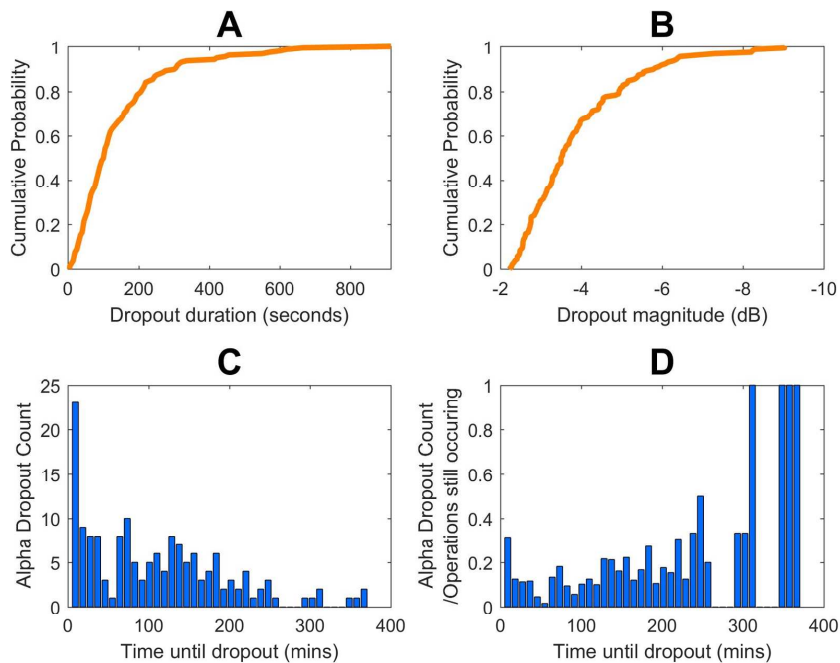 A
1
0.8
0.6
0.4
0.2
0
Cumulative Probability
0 200 400 600 800
Dropout duration (seconds)
B
1
0.8
0.6
0.4
0.2
0
Cumulative Probability
-2 -4 -6 -8 -10
Dropout magnitude (dB)
C
25
20
15
10
5
0
Alpha Dropout Count
0 100 200 300 400
Time until dropout (mins)
D
1
0.8
0.6
0.4
0.2
0
Alpha Dropout Count
/Operations still occuring
0 100 200 300 400
Time until dropout (mins)